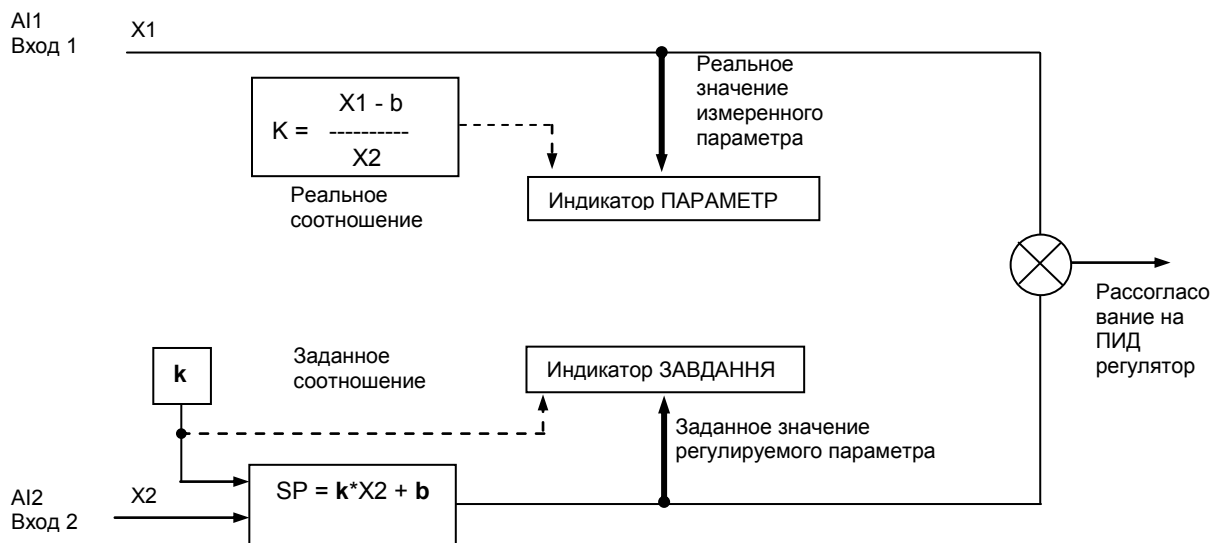 AI1
Вход 1
X1
Реальное
значение
измеренного
параметра
X1 - b
K = ----------
X2
Реальное
соотношение
Индикатор ПАРАМЕТР
Рассогласо
вание на
ПИД
регулятор
Заданное
соотношение
k
Индикатор ЗАВДАННЯ
Заданное значение
регулируемого параметра
AI2
Вход 2
X2
SP = k*X2 + b